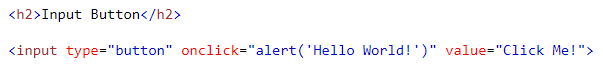 <h2>Input Button</h2>
<input type="button" onclick="alert('Hello World!')" value="Click Me!">